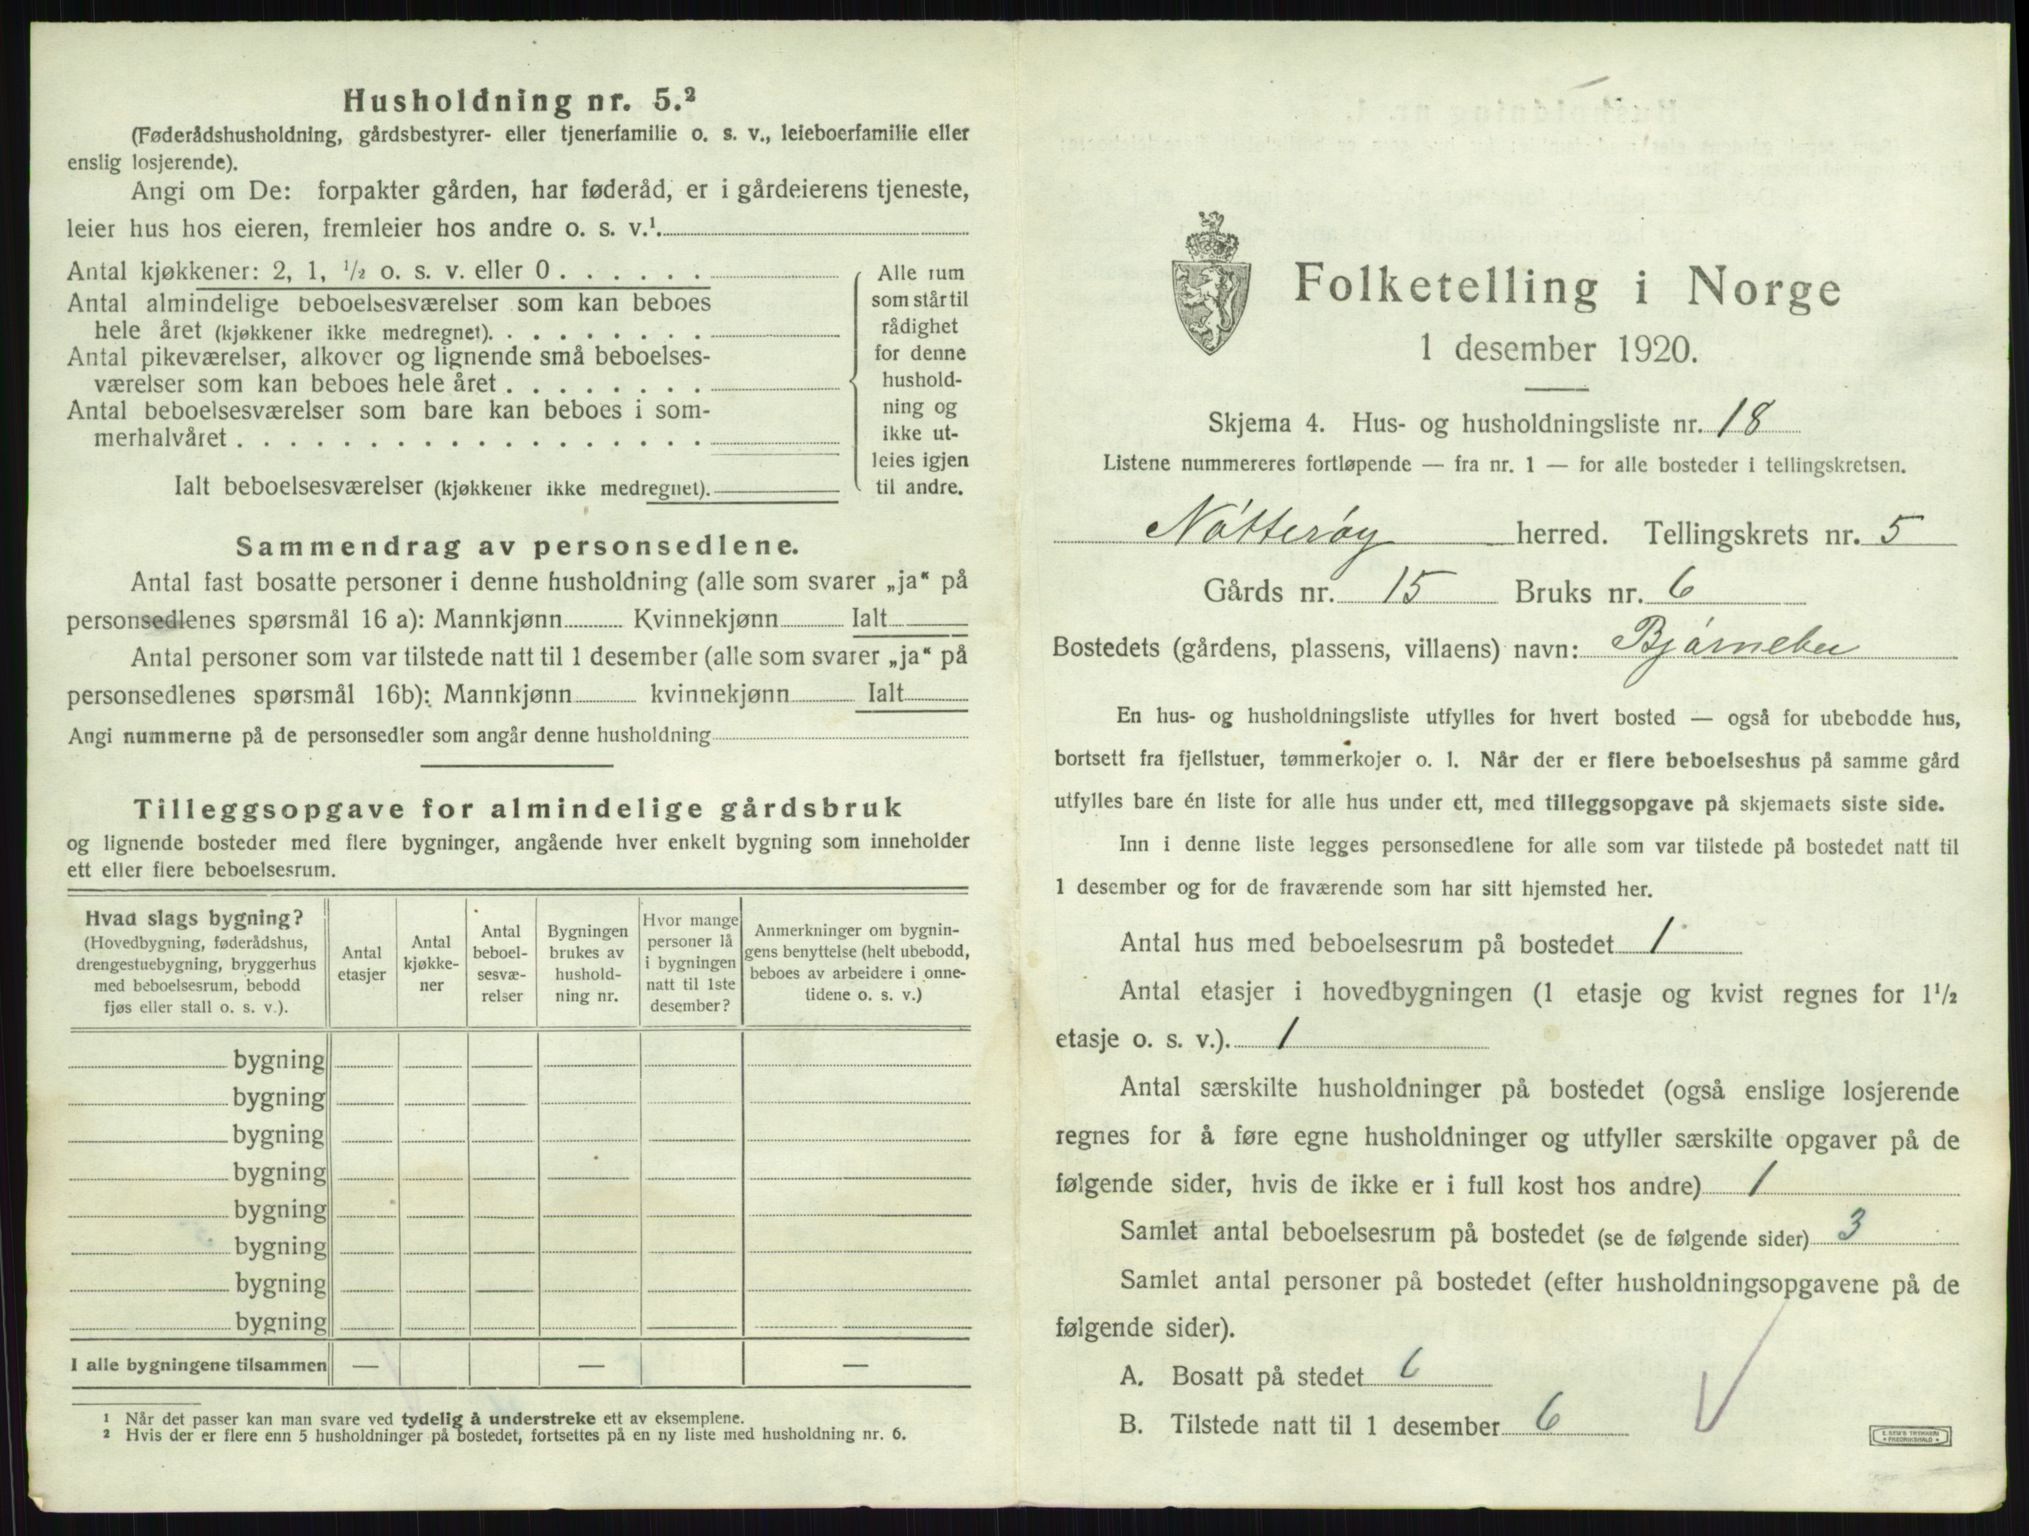 Husholdning nr. 5.²
(Føderådshusholdning, gårdsbestyrer- eller tjenerfamilie o. s. v., leieboerfamilie eller
enslig losjerende).
Angi om De: forpakter gården, har føderåd, er i gårdeierens tjeneste,
leier hus hos eieren, fremleier hos andre o. s. v.¹
Antal kjøkkener: 2, 1, ½ o. s. v. eller 0 . . . . . .
Antal almindelige beboelsesværelser som kan beboes
hele året (kjøkkener ikke medregnet). . . . . . . . .
Antal pikeværelser, alkover og lignende små beboelses-
værelser som kan beboes hele året . . . . . . . .
Antal beboelsesværelser som bare kan beboes i som-
merhalvåret . . . . . . . . . . . . . . . . . .
Ialt beboelsesværelser (kjøkkener ikke medregnet).
Alle rum
som står til
rådighet
for denne
hushold-
ning og
ikke ut-
leies igjen
til andre.
Sammendrag av personsedlene.
Antal fast bosatte personer i denne husholdning (alle som svarer „ja“ på
personsedlenes spørsmål 16 a): Mannkjønn Kvinnekjønn Ialt
Antal personer som var tilstede natt til 1 desember (alle som svarer „ja“ på
personsedlenes spørsmål 16b): Mannkjønn kvinnekjønn Ialt
Angi nummerne på de personsedler som angår denne husholdning
Tilleggsopgave for almindelige gårdsbruk
og lignende bosteder med flere bygninger, angående hver enkelt bygning som inneholder
ett eller flere beboelsesrum.
Hvad slags bygning?
(Hovedbygning, føderådshus,
drengestuebygning, bryggerhus
med beboelsesrum, bebodd
fjøs eller stall o. s. v.).
Antal
etasjer
Antal
kjøkke-
ner
Antal
beboel-
sesvæ-
relser
Bygningen
brukes av
hushold-
ning nr.
Hvor mange
personer lå
i bygningen
natt til 1ste
desember?
Anmerkninger om bygnin-
gens benyttelse (helt ubebodd,
beboes av arbeidere i onne-
tidene o. s. v.)
bygning
bygning
bygning
bygning
bygning
bygning
bygning
bygning
I alle bygningene tilsammen — — —
¹ Når det passer kan man svare ved tydelig å understreke ett av eksemplene.
² Hvis der er flere enn 5 husholdninger på bostedet, fortsettes på en ny liste med husholdning nr. 6.
Folketelling i Norge
1 desember 1920.
Skjema 4. Hus- og husholdningsliste nr. 18
Listene nummereres fortløpende — fra nr. 1 — for alle bosteder i tellingskretsen.
Nøtterøy herred. Tellingskrets nr. 5
Gårds nr. 15 Bruks nr. 6
Bostedets (gårdens, plassens, villaens) navn: Bjørnebu
En hus- og husholdningsliste utfylles for hvert bosted — også for ubebodde hus,
bortsett fra fjellstuer, tømmerkojer o. l. Når der er flere beboelseshus på samme gård
utfylles bare én liste for alle hus under ett, med tilleggsopgave på skjemaets siste side.
Inn i denne liste legges personsedlene for alle som var tilstede på bostedet natt til
1 desember og for de fraværende som har sitt hjemsted her.
Antal hus med beboelsesrum på bostedet 1
Antal etasjer i hovedbygningen (1 etasje og kvist regnes for 1½
etasje o. s. v.). 1
Antal særskilte husholdninger på bostedet (også enslige losjerende
regnes for å føre egne husholdninger og utfyller særskilte opgaver på de
følgende sider, hvis de ikke er i full kost hos andre) 1
Samlet antal beboelsesrum på bostedet (se de følgende sider) 3
Samlet antal personer på bostedet (efter husholdningsopgavene på de
følgende sider).
A. Bosatt på stedet 6
B. Tilstede natt til 1 desember 6
E. SEM'S TRYKKERI
FREDRIKSHALD